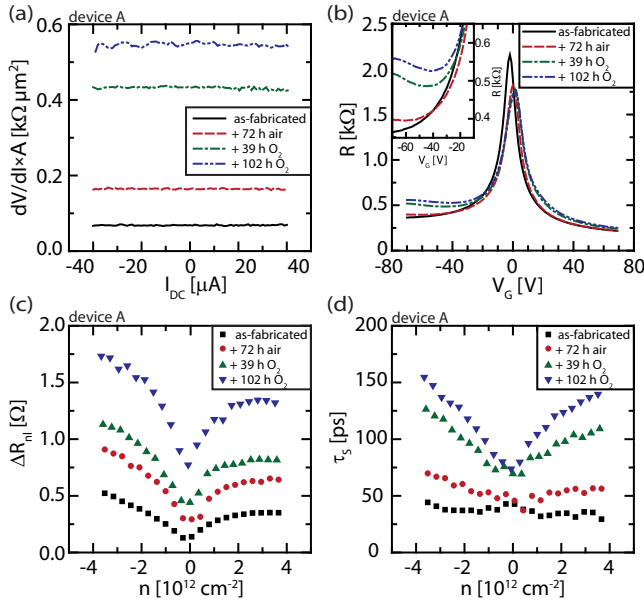 (a)
device A
dV/dI×A [kΩ μm²]
0.6
0.4
0.2
0.0
as-fabricated
+ 72 h air
+ 39 h O₂
+ 102 h O₂
-40 -20 0 20 40
I_DC [μA]
(b)
device A
R [kΩ]
2.5
2.0
1.5
1.0
0.5
0.0
0.6
0.5
0.4
R [kΩ]
-60 -40 -20
V_G [V]
as-fabricated
+ 72 h air
+ 39 h O₂
+ 102 h O₂
-80 -40 0 40 80
V_G [V]
(c)
device A
ΔR_nl [Ω]
2.0
1.5
1.0
0.5
0.0
as-fabricated
+ 72 h air
+ 39 h O₂
+ 102 h O₂
-4 -2 0 2 4
n [10¹² cm⁻²]
(d)
device A
τ_s [ps]
200
150
100
50
0
as-fabricated
+ 72 h air
+ 39 h O₂
+ 102 h O₂
-4 -2 0 2 4
n [10¹² cm⁻²]